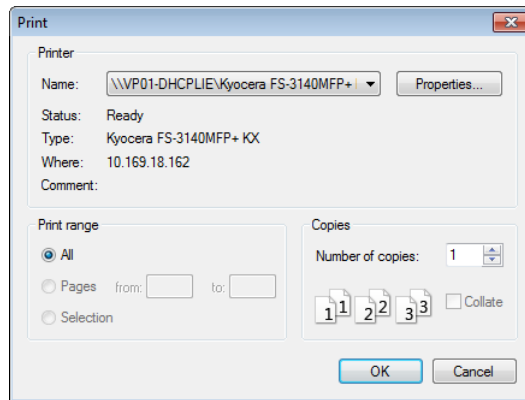 Print
Printer
Name: \\VP01-DHCPLIE\Kyocera FS-3140MFP+ Properties...
Status: Ready
Type: Kyocera FS-3140MFP+ KX
Where: 10.169.18.162
Comment:
Print range
All
Pages from: to:
Selection
Copies
Number of copies: 1
1 1 2 2 3 3 Collate
OK Cancel